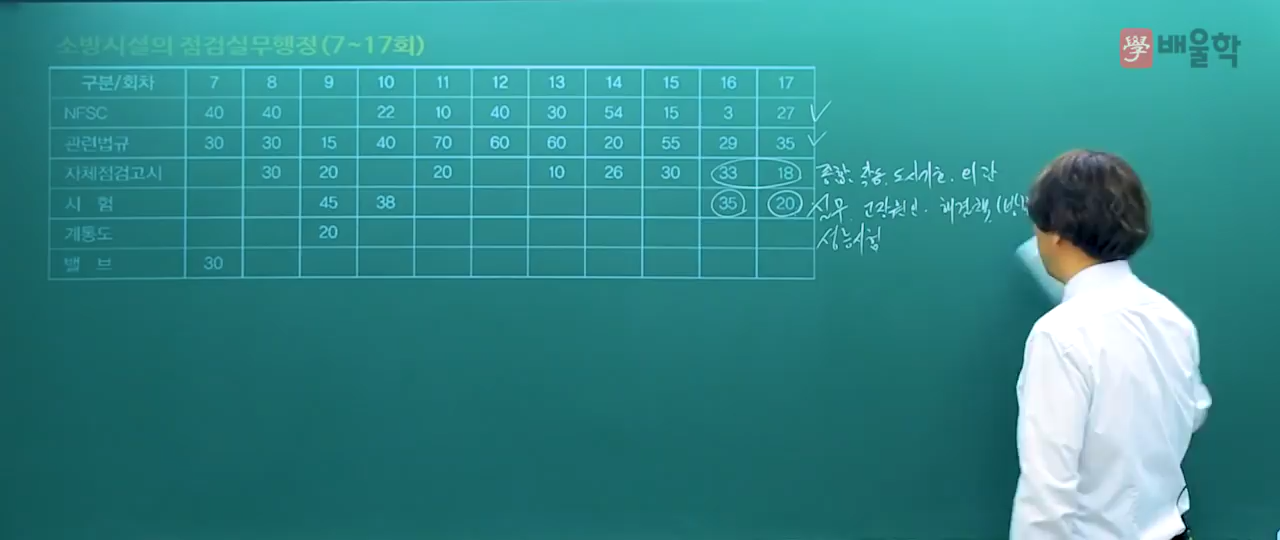 소방시설의 점검실무행정(7~17회)
學 배울학
구분/회차 7 8 9 10 11 12 13 14 15 16 17
NFSC 40 40 22 10 40 30 54 15 3 27
관련법규 30 30 15 40 70 60 60 20 55 29 35
자체점검고시 30 20 20 10 26 30 33 18 종합, 작동, 도시기호, 외관
시 험 45 38 35 20 실무 고장원인. 해결책
계통도 20 성능시험
밸 브 30